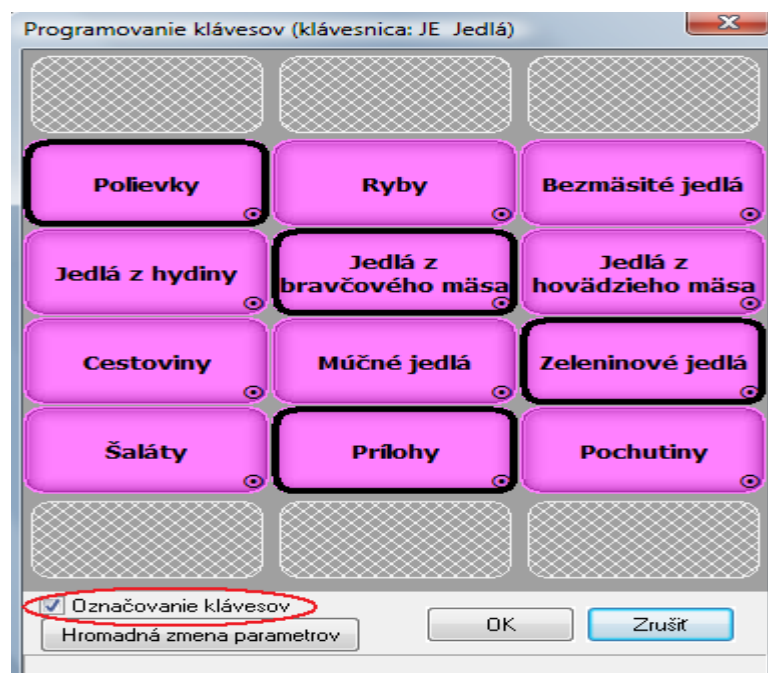 Programovanie klávesov (klávesnica: JE Jedlá)
Polievky
Ryby
Bezmäsité jedlá
Jedlá z hydiny
Jedlá z
bravčového mäsa
Jedlá z
hovädzieho mäsa
Cestoviny
Múčné jedlá
Zeleninové jedlá
Šaláty
Prílohy
Pochutiny
Označovanie klávesov
Hromadná zmena parametrov
OK
Zrušiť